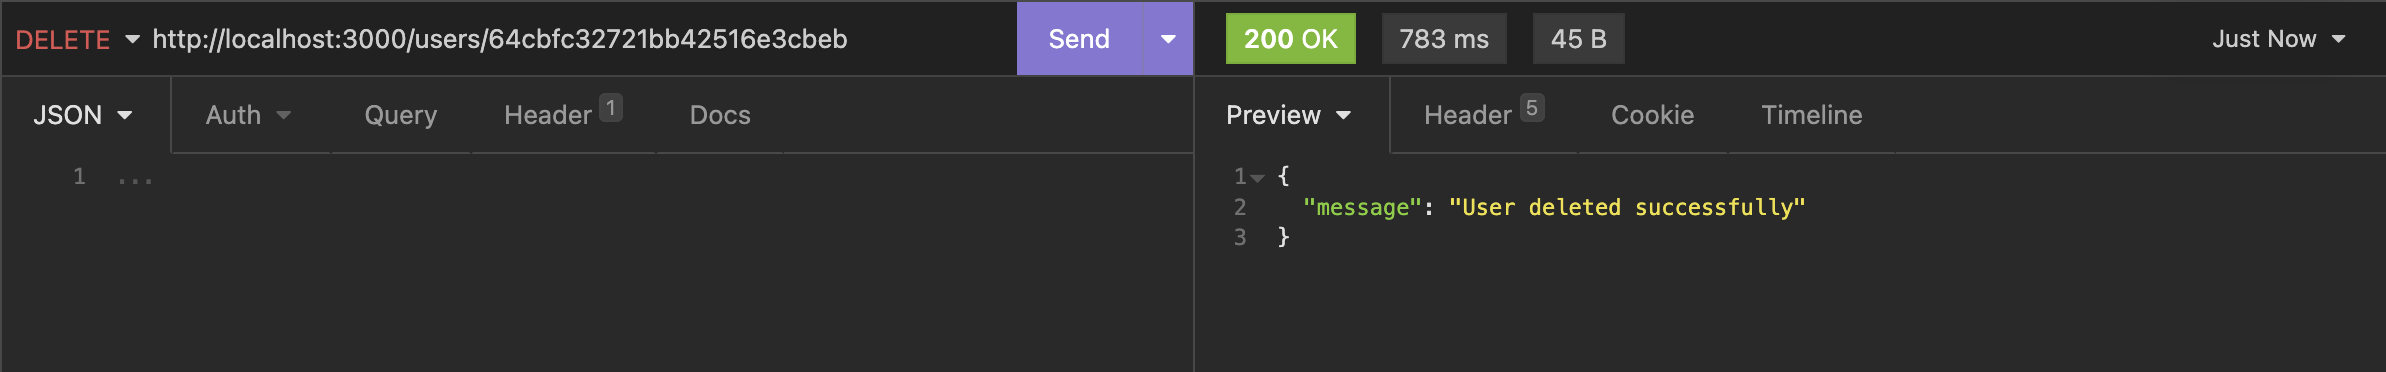 DELETE http://localhost:3000/users/64cbfc32721bb42516e3cbeb Send 200 OK 783 ms 45 B Just Now
JSON Auth Query Header 1 Docs Preview Header 5 Cookie Timeline
1 ...
1 {
2 "message": "User deleted successfully"
3 }